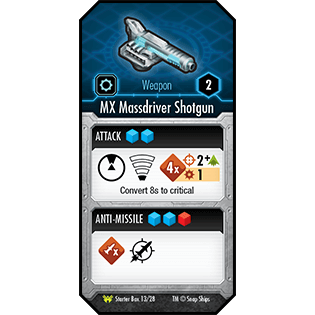 Weapon
2
MX Massdriver Shotgun
ATTACK
4x
2+
1
Convert 8s to critical
ANTI-MISSILE
Starter Box 13/28
TM © Snap Ships